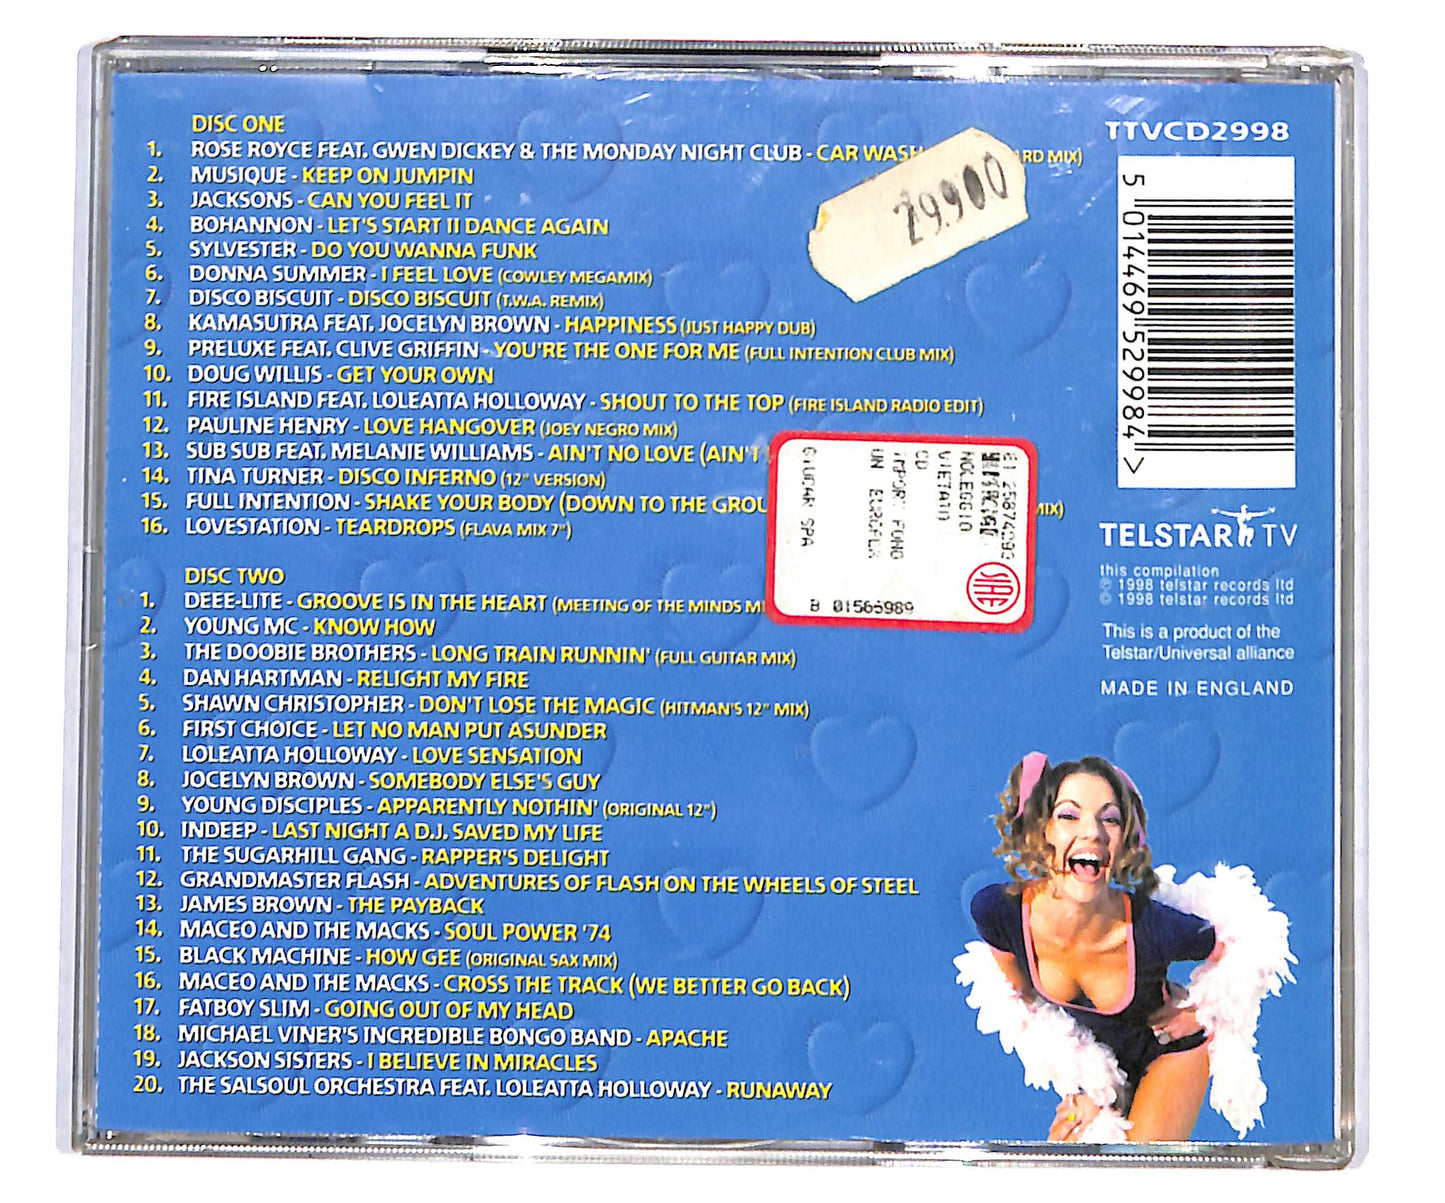 DISC ONE
1. ROSE ROYCE FEAT. GWEN DICKEY & THE MONDAY NIGHT CLUB - CAR WASH ARD MIX)
2. MUSIQUE - KEEP ON JUMPIN
3. JACKSONS - CAN YOU FEEL IT
4. BOHANNON - LET'S START II DANCE AGAIN
5. SYLVESTER - DO YOU WANNA FUNK
6. DONNA SUMMER - I FEEL LOVE (COWLEY MEGAMIX)
7. DISCO BISCUIT - DISCO BISCUIT (T.W.A. REMIX)
8. KAMASUTRA FEAT. JOCELYN BROWN - HAPPINESS (JUST HAPPY DUB)
9. PRELUXE FEAT. CLIVE GRIFFIN - YOU'RE THE ONE FOR ME (FULL INTENTION CLUB MIX)
10. DOUG WILLIS - GET YOUR OWN
11. FIRE ISLAND FEAT. LOLEATTA HOLLOWAY - SHOUT TO THE TOP (FIRE ISLAND RADIO EDIT)
12. PAULINE HENRY - LOVE HANGOVER (JOEY NEGRO MIX)
13. SUB SUB FEAT. MELANIE WILLIAMS - AIN'T NO LOVE (AIN'T
14. TINA TURNER - DISCO INFERNO (12" VERSION)
15. FULL INTENTION - SHAKE YOUR BODY (DOWN TO THE GROU MIX)
16. LOVESTATION - TEARDROPS (FLAVA MIX 7")
DISC TWO
1. DEEE-LITE - GROOVE IS IN THE HEART (MEETING OF THE MINDS MI
2. YOUNG MC - KNOW HOW
3. THE DOOBIE BROTHERS - LONG TRAIN RUNNIN' (FULL GUITAR MIX)
4. DAN HARTMAN - RELIGHT MY FIRE
5. SHAWN CHRISTOPHER - DON'T LOSE THE MAGIC (HITMAN'S 12" MIX)
6. FIRST CHOICE - LET NO MAN PUT ASUNDER
7. LOLEATTA HOLLOWAY - LOVE SENSATION
8. JOCELYN BROWN - SOMEBODY ELSE'S GUY
9. YOUNG DISCIPLES - APPARENTLY NOTHIN' (ORIGINAL 12")
10. INDEEP - LAST NIGHT A D.J. SAVED MY LIFE
11. THE SUGARHILL GANG - RAPPER'S DELIGHT
12. GRANDMASTER FLASH - ADVENTURES OF FLASH ON THE WHEELS OF STEEL
13. JAMES BROWN - THE PAYBACK
14. MACEO AND THE MACKS - SOUL POWER '74
15. BLACK MACHINE - HOW GEE (ORIGINAL SAX MIX)
16. MACEO AND THE MACKS - CROSS THE TRACK (WE BETTER GO BACK)
17. FATBOY SLIM - GOING OUT OF MY HEAD
18. MICHAEL VINER'S INCREDIBLE BONGO BAND - APACHE
19. JACKSON SISTERS - I BELIEVE IN MIRACLES
20. THE SALSOUL ORCHESTRA FEAT. LOLEATTA HOLLOWAY - RUNAWAY
29.900
NOLEGGIO
VIETATO
CD
IMPORT FONO
UN
GIUCAR SPA
B 01566989
SIAE
TTVCD2998
5 014469 529984 >
TELSTAR TV
this compilation
℗ 1998 telstar records ltd
© 1998 telstar records ltd
This is a product of the
Telstar/Universal alliance
MADE IN ENGLAND